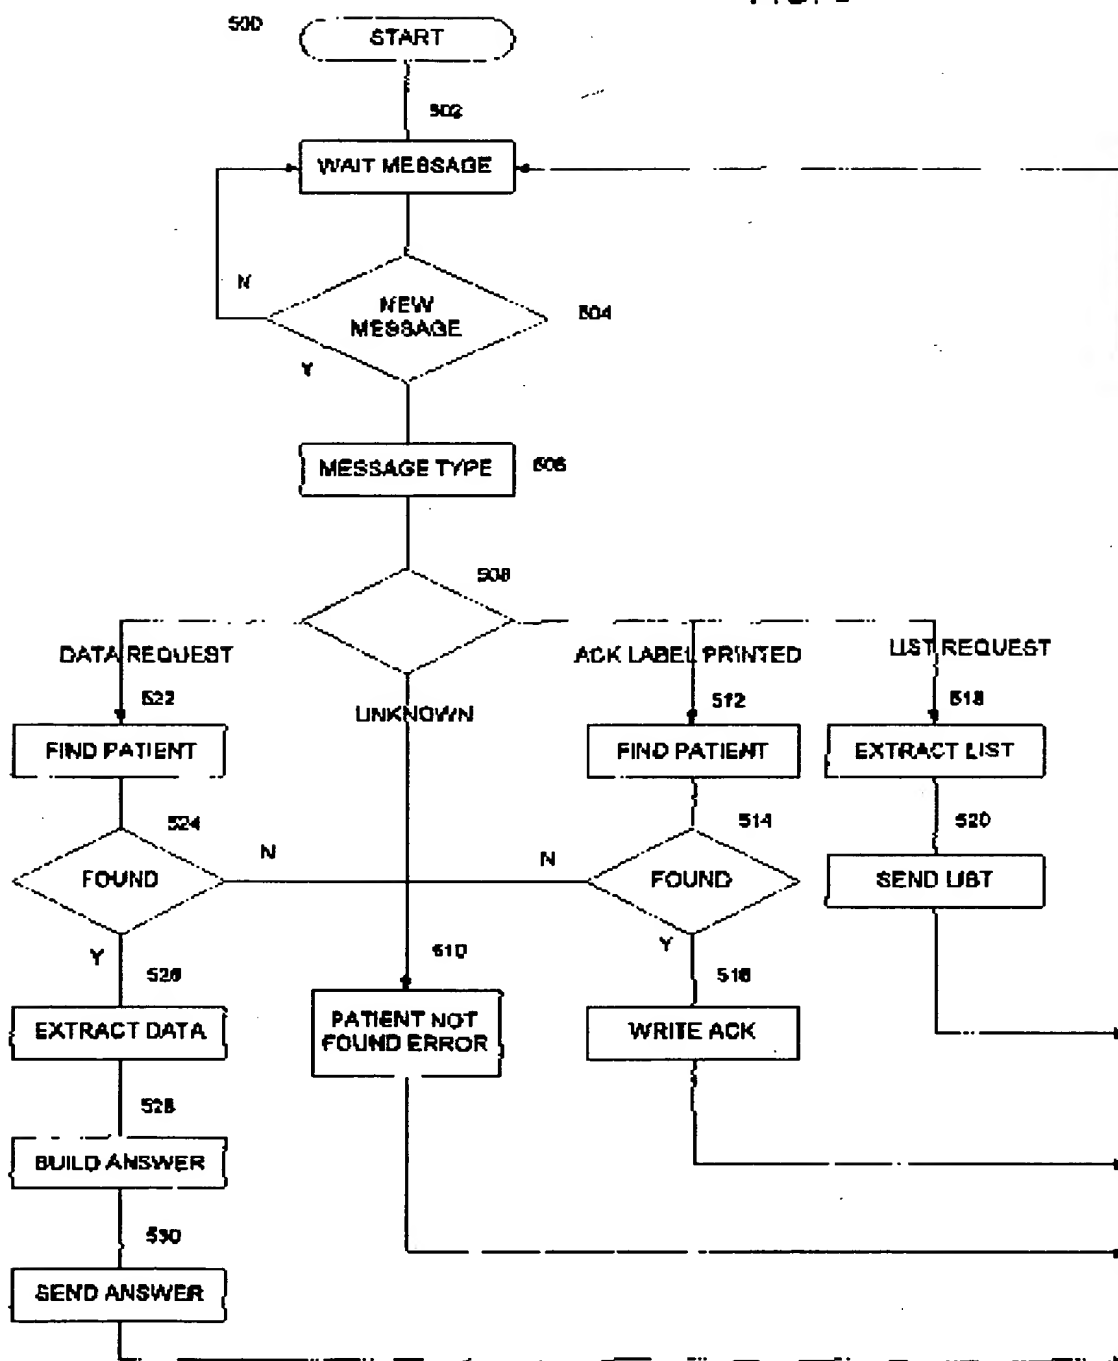 500
START
502
WAIT MESSAGE
N
NEW
MESSAGE
504
Y
MESSAGE TYPE
506
508
DATA REQUEST
ACK LABEL PRINTED
LIST REQUEST
522
UNKNOWN
512
518
FIND PATIENT
FIND PATIENT
EXTRACT LIST
524
514
520
N
N
FOUND
FOUND
SEND LIST
Y
510
Y
526
516
EXTRACT DATA
PATIENT NOT
FOUND ERROR
WRITE ACK
528
BUILD ANSWER
530
SEND ANSWER